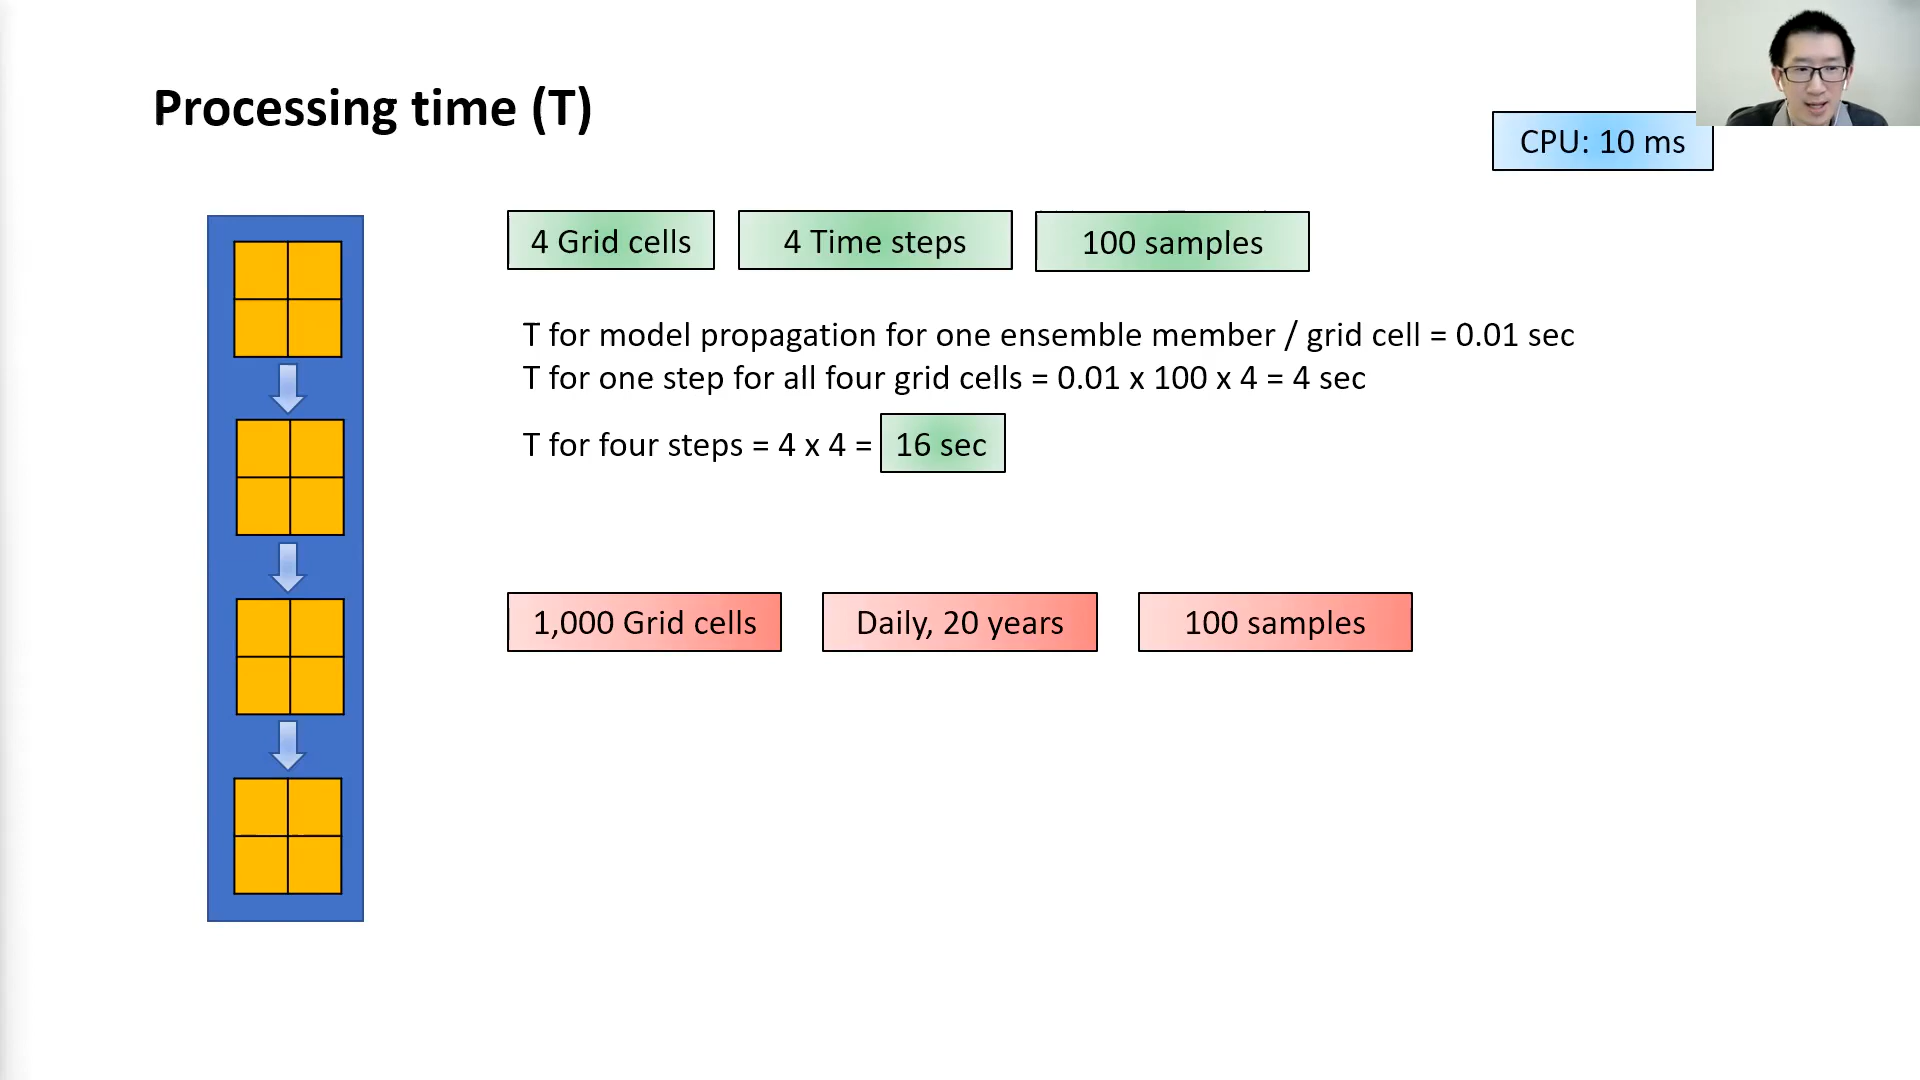 Processing time (T)
CPU: 10 ms
4 Grid cells
4 Time steps
100 samples
T for model propagation for one ensemble member / grid cell = 0.01 sec
T for one step for all four grid cells = 0.01 x 100 x 4 = 4 sec
T for four steps = 4 x 4 = 16 sec
1,000 Grid cells
Daily, 20 years
100 samples